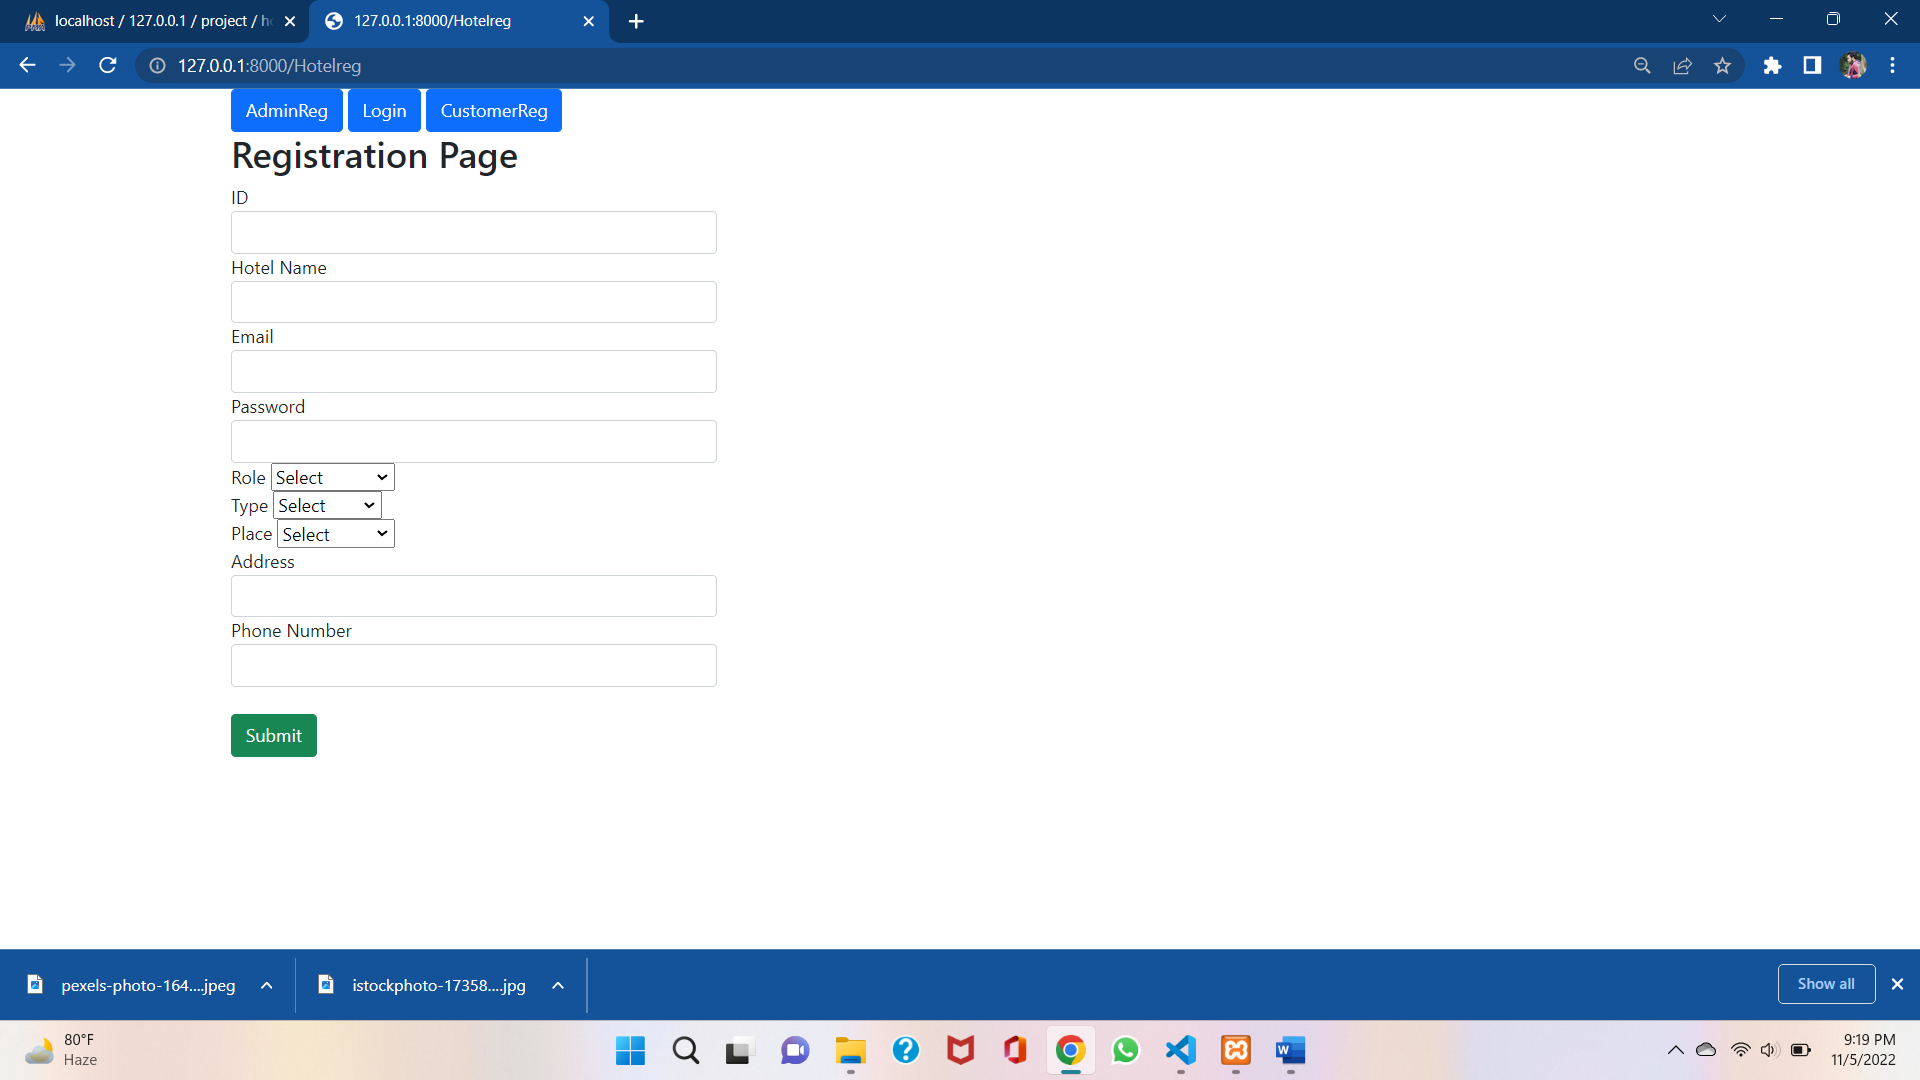 localhost / 127.0.0.1 / project / ho
127.0.0.1:8000/Hotelreg
127.0.0.1:8000/Hotelreg
AdminReg Login CustomerReg
Registration Page
ID
Hotel Name
Email
Password
Role Select
Type Select
Place Select
Address
Phone Number
Submit
pexels-photo-164....jpeg
istockphoto-17358....jpg
Show all
80°F
Haze
9:19 PM
11/5/2022